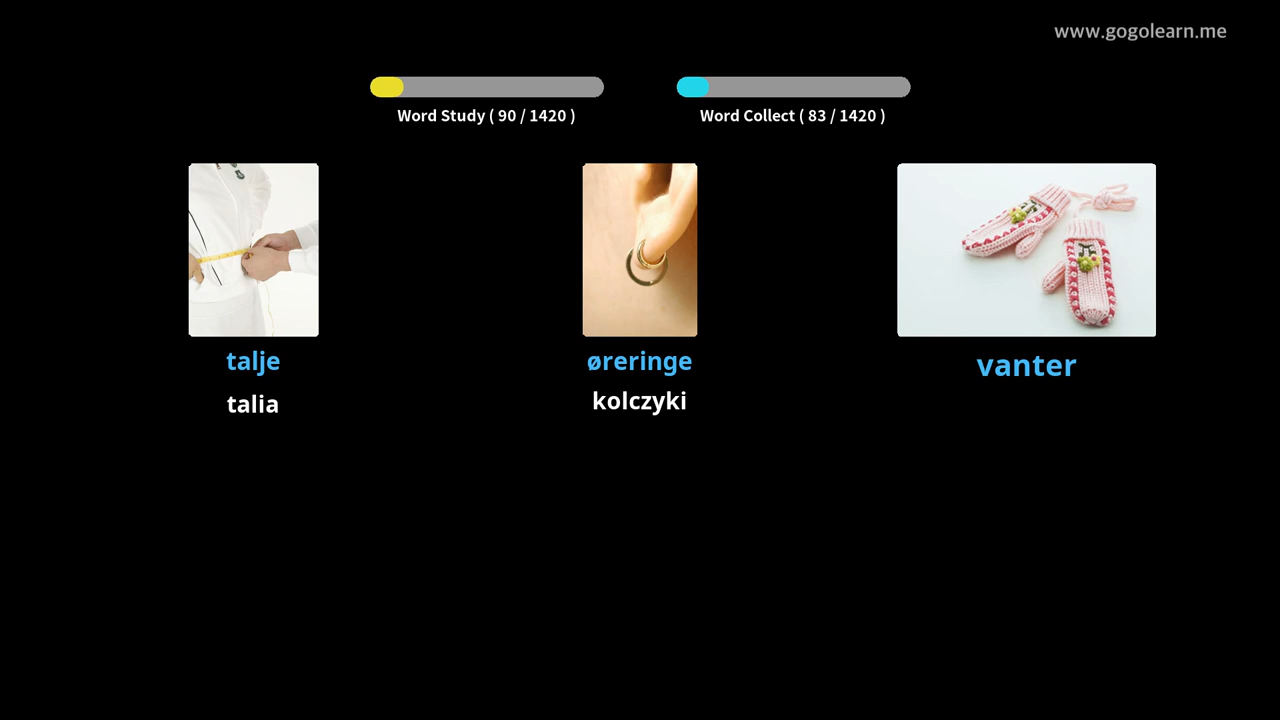 www.gogolearn.me
Word Study ( 90 / 1420 )
Word Collect ( 83 / 1420 )
talje
talia
øreringe
kolczyki
vanter